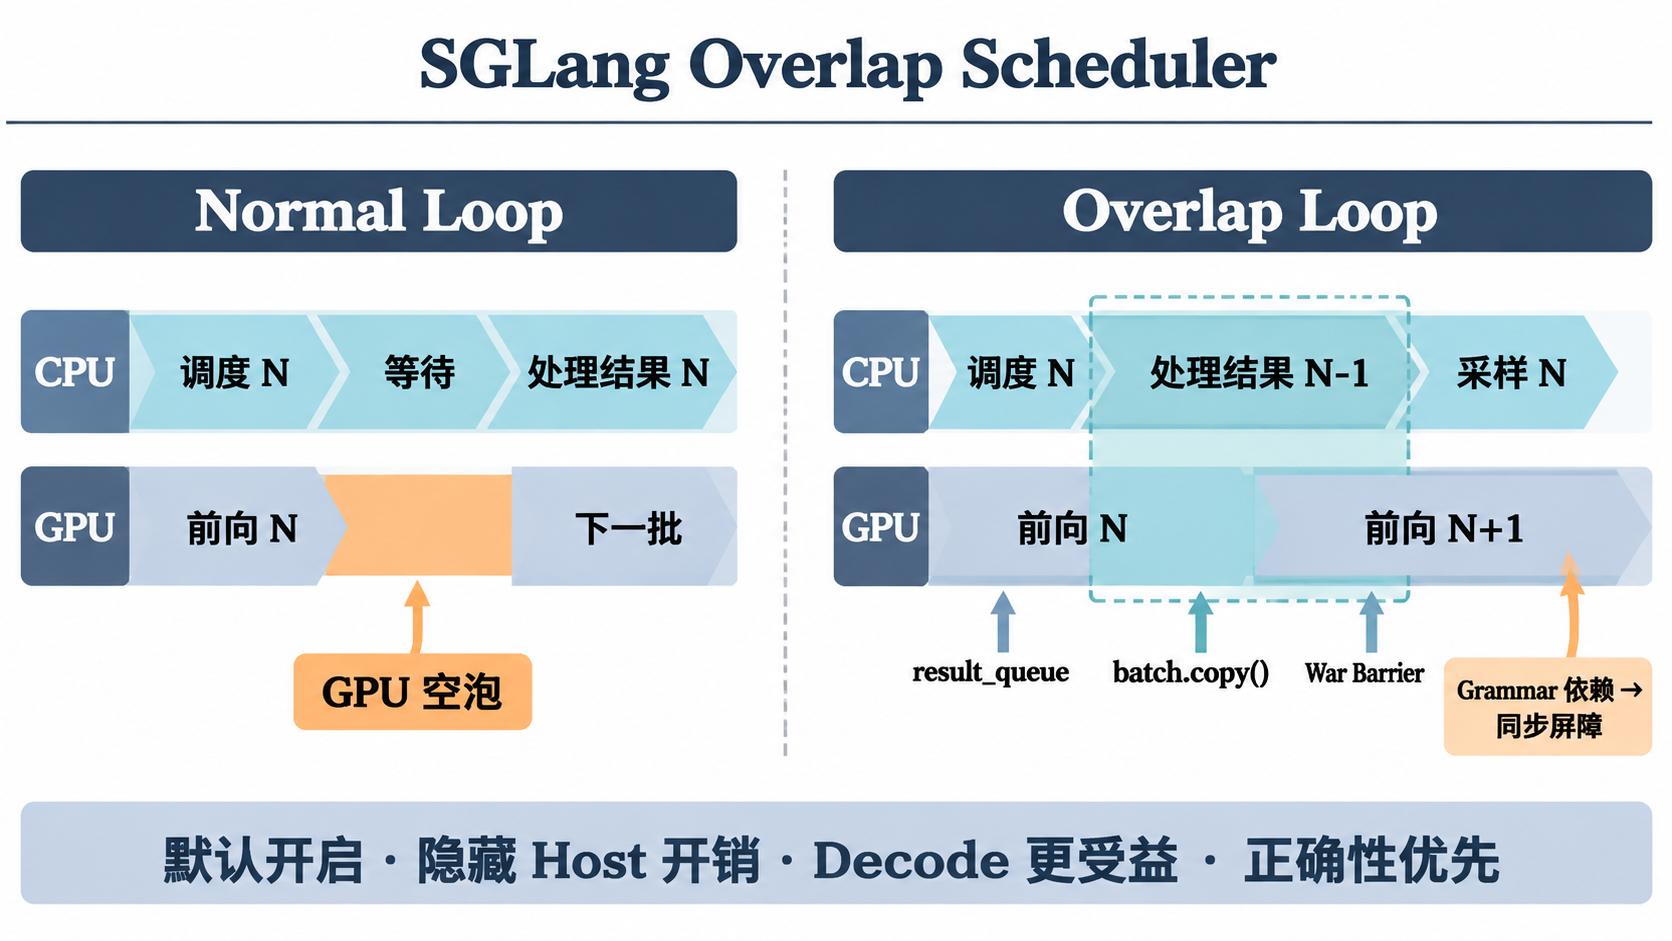 SGLang Overlap Scheduler
Normal Loop
CPU
调度 N
等待
处理结果 N
GPU
前向 N
下一批
GPU 空泡
Overlap Loop
CPU
调度 N
处理结果 N-1
采样 N
GPU
前向 N
前向 N+1
result_queue
batch.copy()
War Barrier
Grammar 依赖 →
同步屏障
默认开启 · 隐藏 Host 开销 · Decode 更受益 · 正确性优先